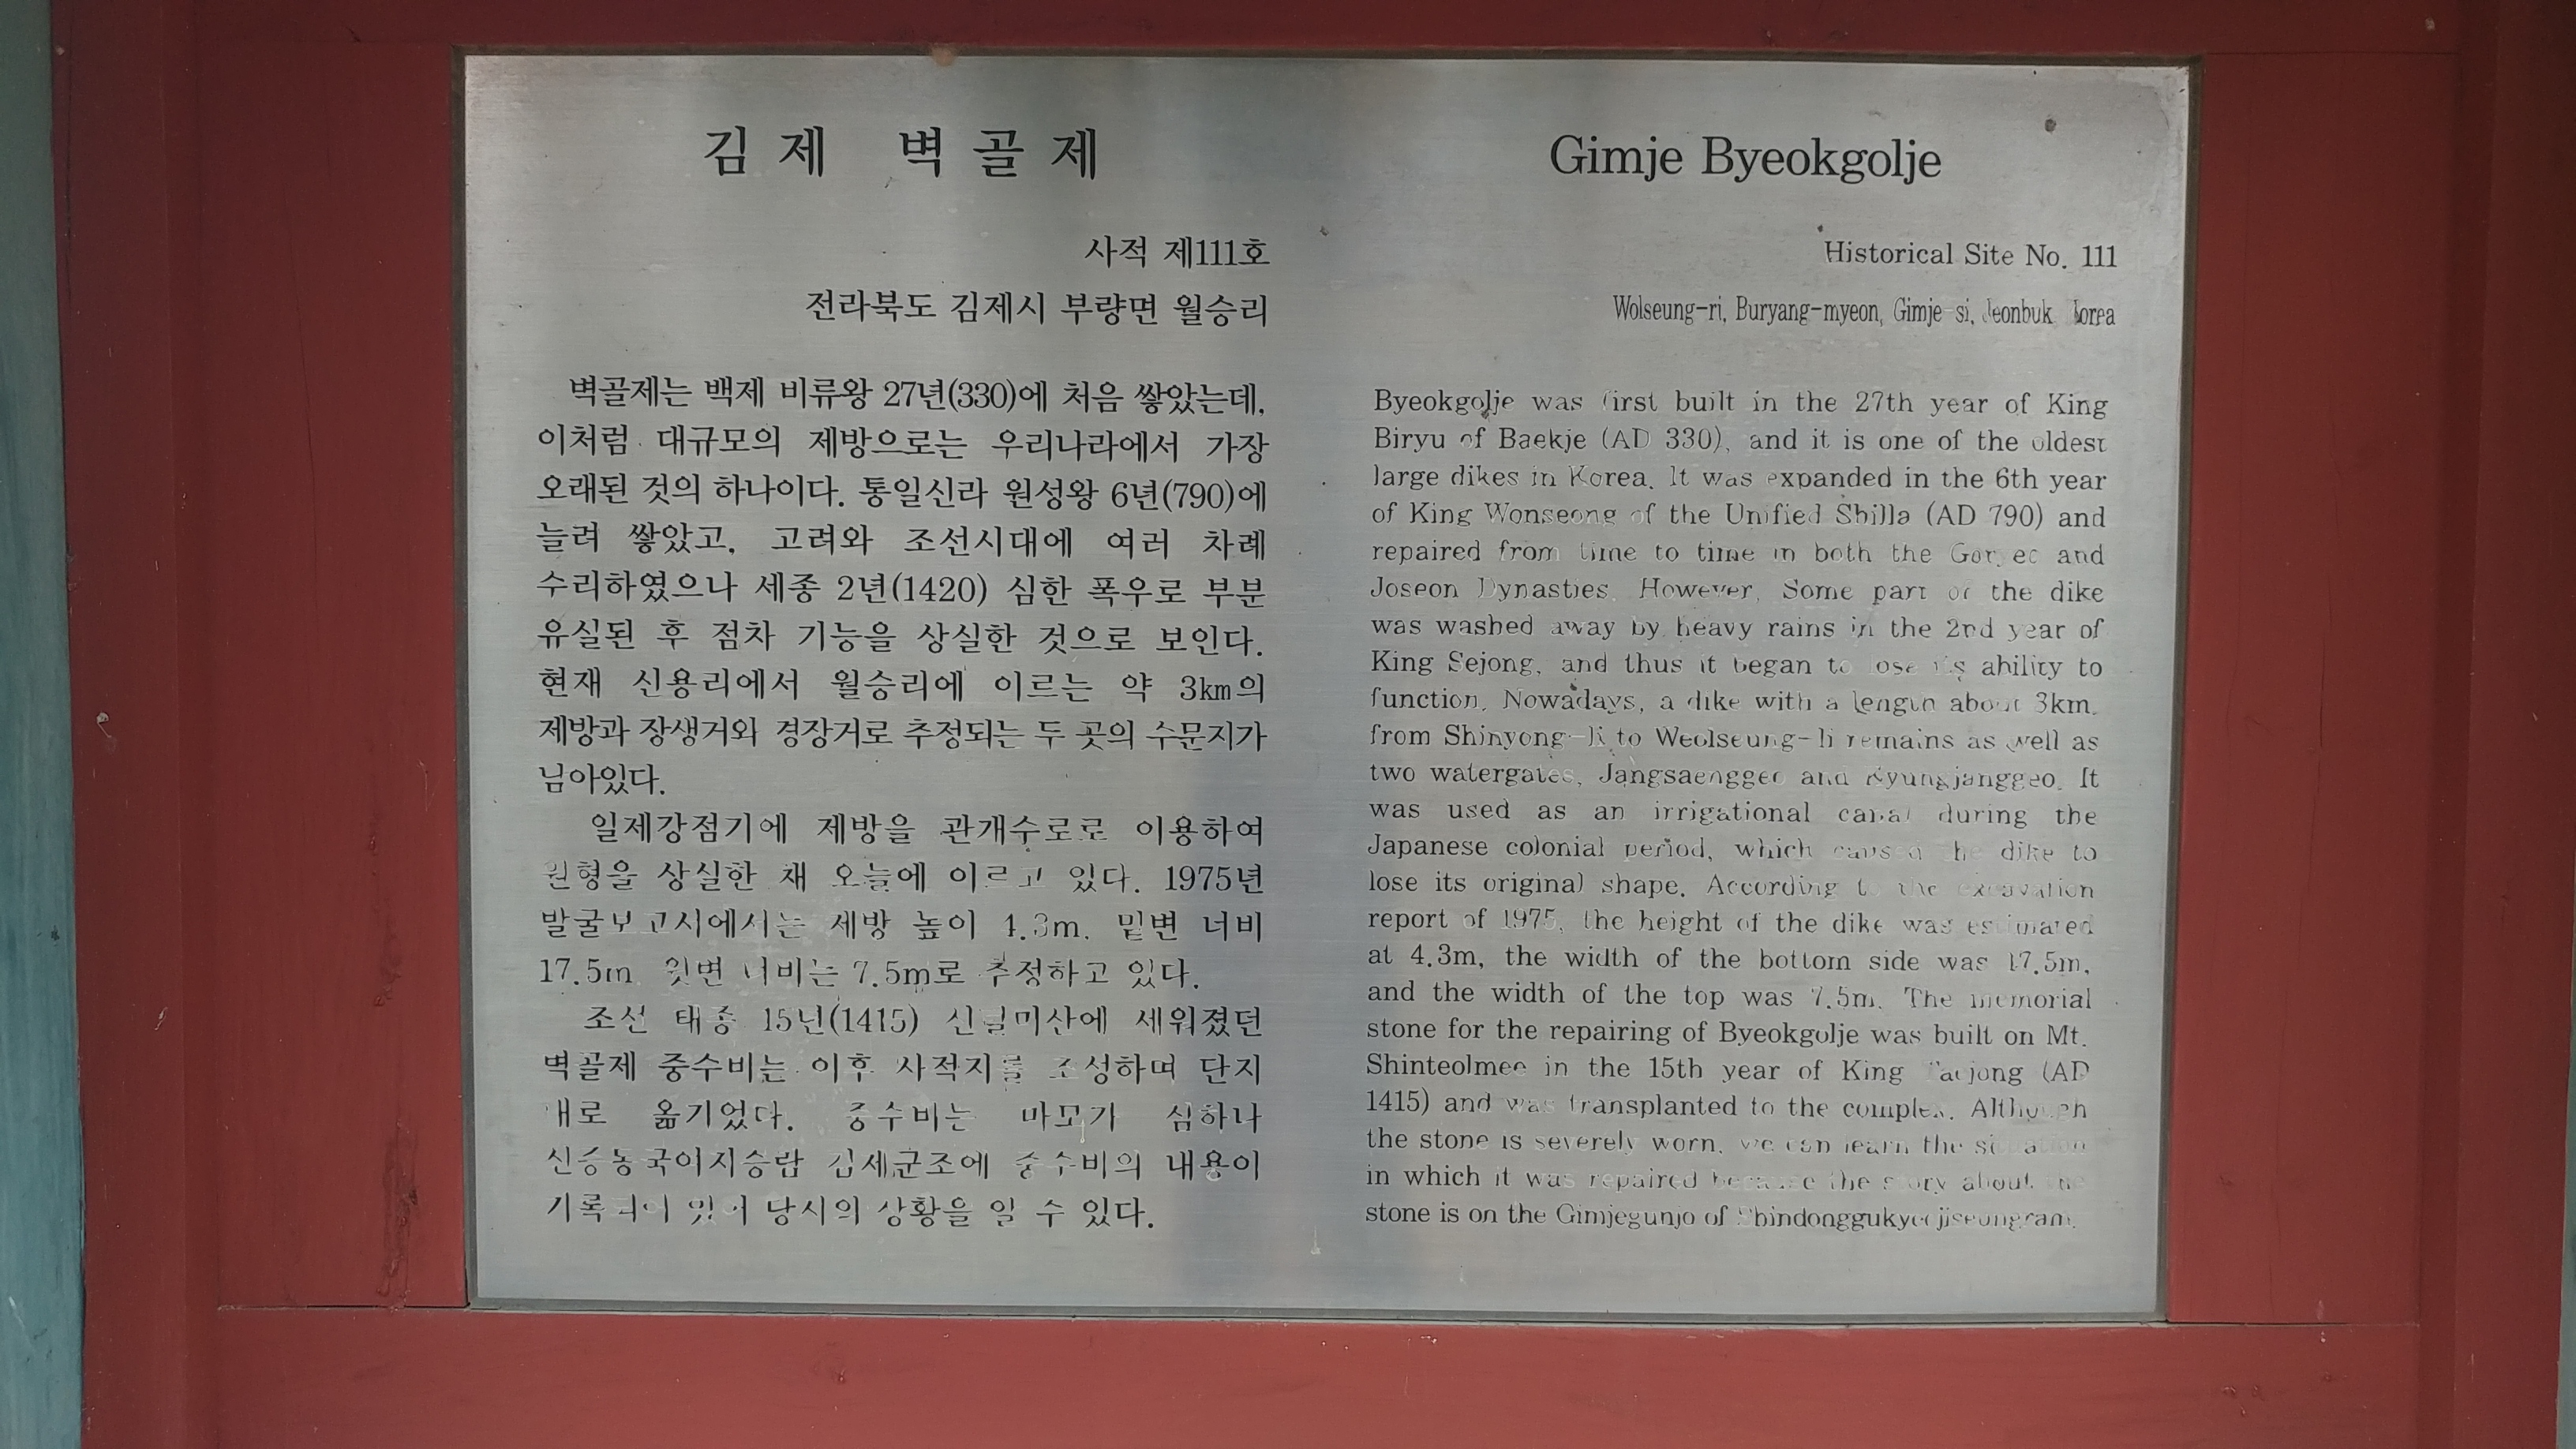 김제 벽골제
사적 제111호
전라북도 김제시 부량면 월승리
벽골제는 백제 비류왕 27년(330)에 처음 쌓았는데,
이처럼 대규모의 제방으로는 우리나라에서 가장
오래된 것의 하나이다. 통일신라 원성왕 6년(790)에
늘려 쌓았고, 고려와 조선시대에 여러 차례
수리하였으나 세종 2년(1420) 심한 폭우로 부분
유실된 후 점차 기능을 상실한 것으로 보인다.
현재 신용리에서 월승리에 이르는 약 3km의
제방과 장생거와 경장거로 추정되는 두 곳의 수문지가
남아있다.
일제강점기에 제방을 관개수로로 이용하여
원형을 상실한 채 오늘에 이르고 있다. 1975년
발굴보고서에서는 제방 높이 4.3m, 밑변 너비
17.5m 윗변 너비는 7.5m로 추정하고 있다.
조선 태종 15년(1415) 신털미산에 세워졌던
벽골제 중수비는 이후 사적지를 조성하며 단지
내로 옮기었다. 중수비는 마모가 심하나
신증동국여지승람 김제군조에 중수비의 내용이
기록되어 있어 당시의 상황을 알 수 있다.
Gimje Byeokgolje
Historical Site No. 111
Wolseung-ri, Buryang-myeon, Gimje-si, Jeonbuk Korea
Byeokgolje was first built in the 27th year of King
Biryu of Baekje (AD 330), and it is one of the oldest
large dikes in Korea. It was expanded in the 6th year
of King Wonseong of the Unified Shilla (AD 790) and
repaired from time to time in both the Goryeo and
Joseon Dynasties. However, Some part of the dike
was washed away by heavy rains in the 2nd year of
King Sejong, and thus it began to lose its ability to
function. Nowadays, a dike with a length about 3km,
from Shinyong-li to Weolseung-li remains as well as
two watergates, Jangsaenggeo and Kyungjanggeo. It
was used as an irrigational canal during the
Japanese colonial period, which caused the dike to
lose its original shape. According to the excavation
report of 1975, the height of the dike was estimated
at 4.3m, the width of the bottom side was 17.5m,
and the width of the top was 7.5m. The memorial
stone for the repairing of Byeokgolje was built on Mt.
Shinteolmee in the 15th year of King Taejong (AD
1415) and was transplanted to the complex. Although
the stone is severely worn, we can learn the situation
in which it was repaired because the story about the
stone is on the Gimjegunjo of